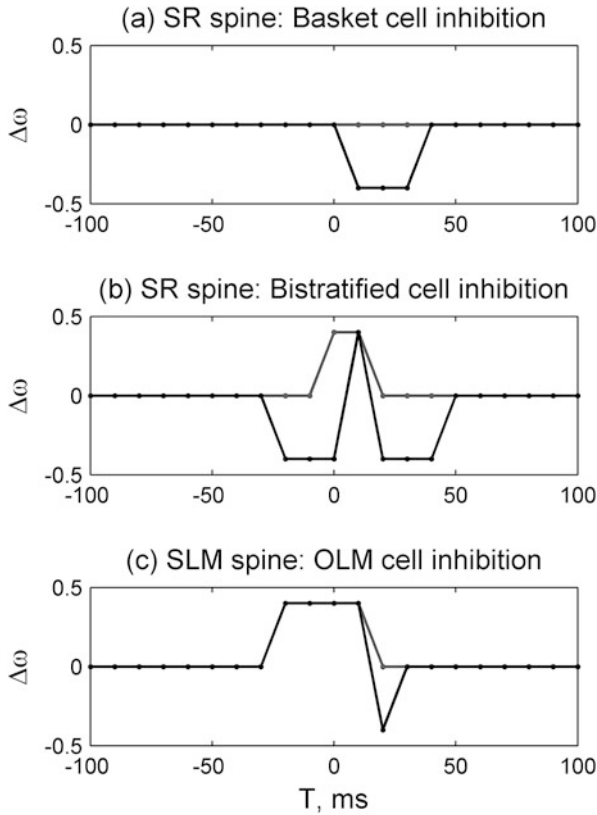 (a) SR spine: Basket cell inhibition
0.5
Δω
0
-0.5
-100 -50 0 50 100
(b) SR spine: Bistratified cell inhibition
0.5
Δω
0
-0.5
-100 -50 0 50 100
(c) SLM spine: OLM cell inhibition
0.5
Δω
0
-0.5
-100 -50 0 50 100
T, ms